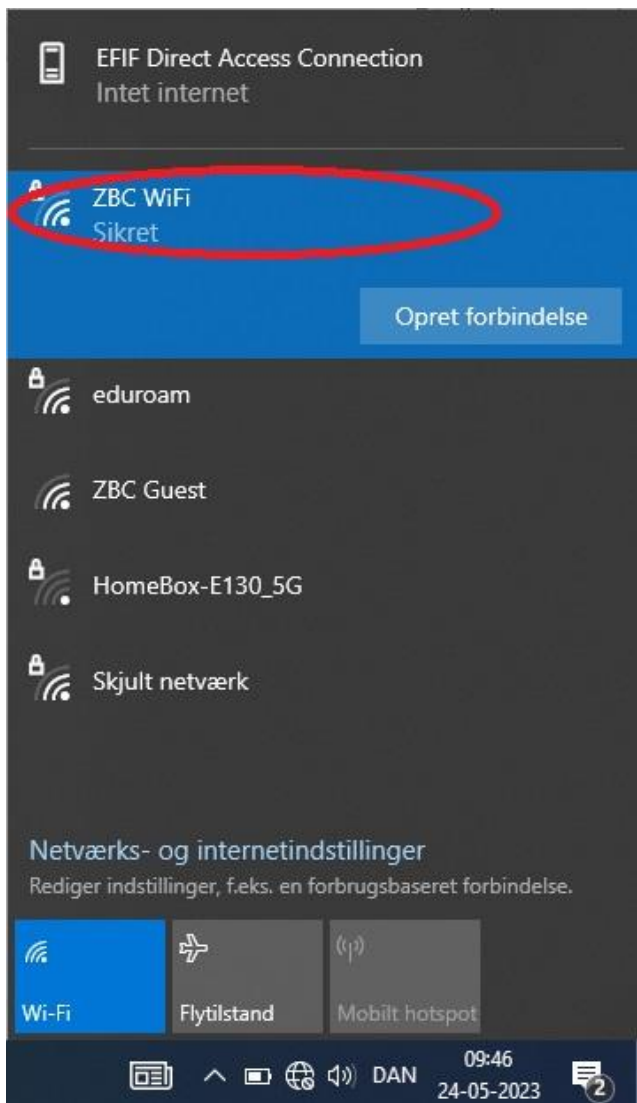 EFIF Direct Access Connection
Intet internet
ZBC WiFi
Sikret
Opret forbindelse
eduroam
ZBC Guest
HomeBox-E130_5G
Skjult netværk
Netværks- og internetindstillinger
Rediger indstillinger, f.eks. en forbrugsbaseret forbindelse.
Wi-Fi
Flytilstand
Mobilt hotspot
DAN
09:46
24-05-2023
2